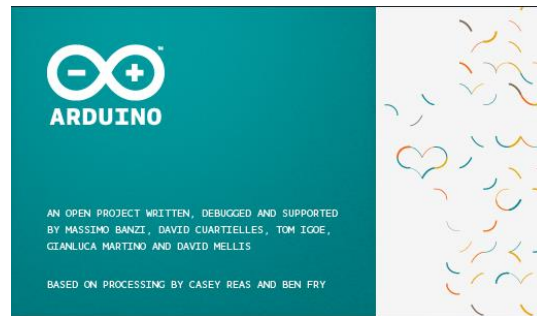 ARDUINO
AN OPEN PROJECT WRITTEN, DEBUGGED AND SUPPORTED
BY MASSIMO BANZI, DAVID CUARTIELLES, TOM IGOE,
GIANLUCA MARTINO AND DAVID MELLIS
BASED ON PROCESSING BY CASEY REAS AND BEN FRY